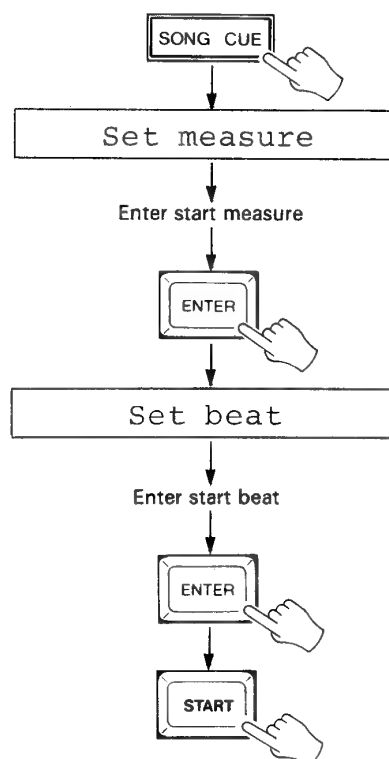 SONG CUE
Set measure
Enter start measure
ENTER
Set beat
Enter start beat
ENTER
START